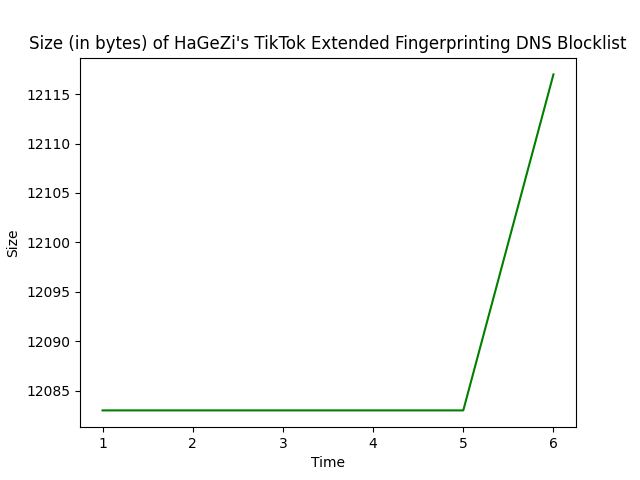 Size (in bytes) of HaGeZi's TikTok Extended Fingerprinting DNS Blocklist
12115
12110
12105
12100
12095
12090
12085
Size
1 2 3 4 5 6
Time